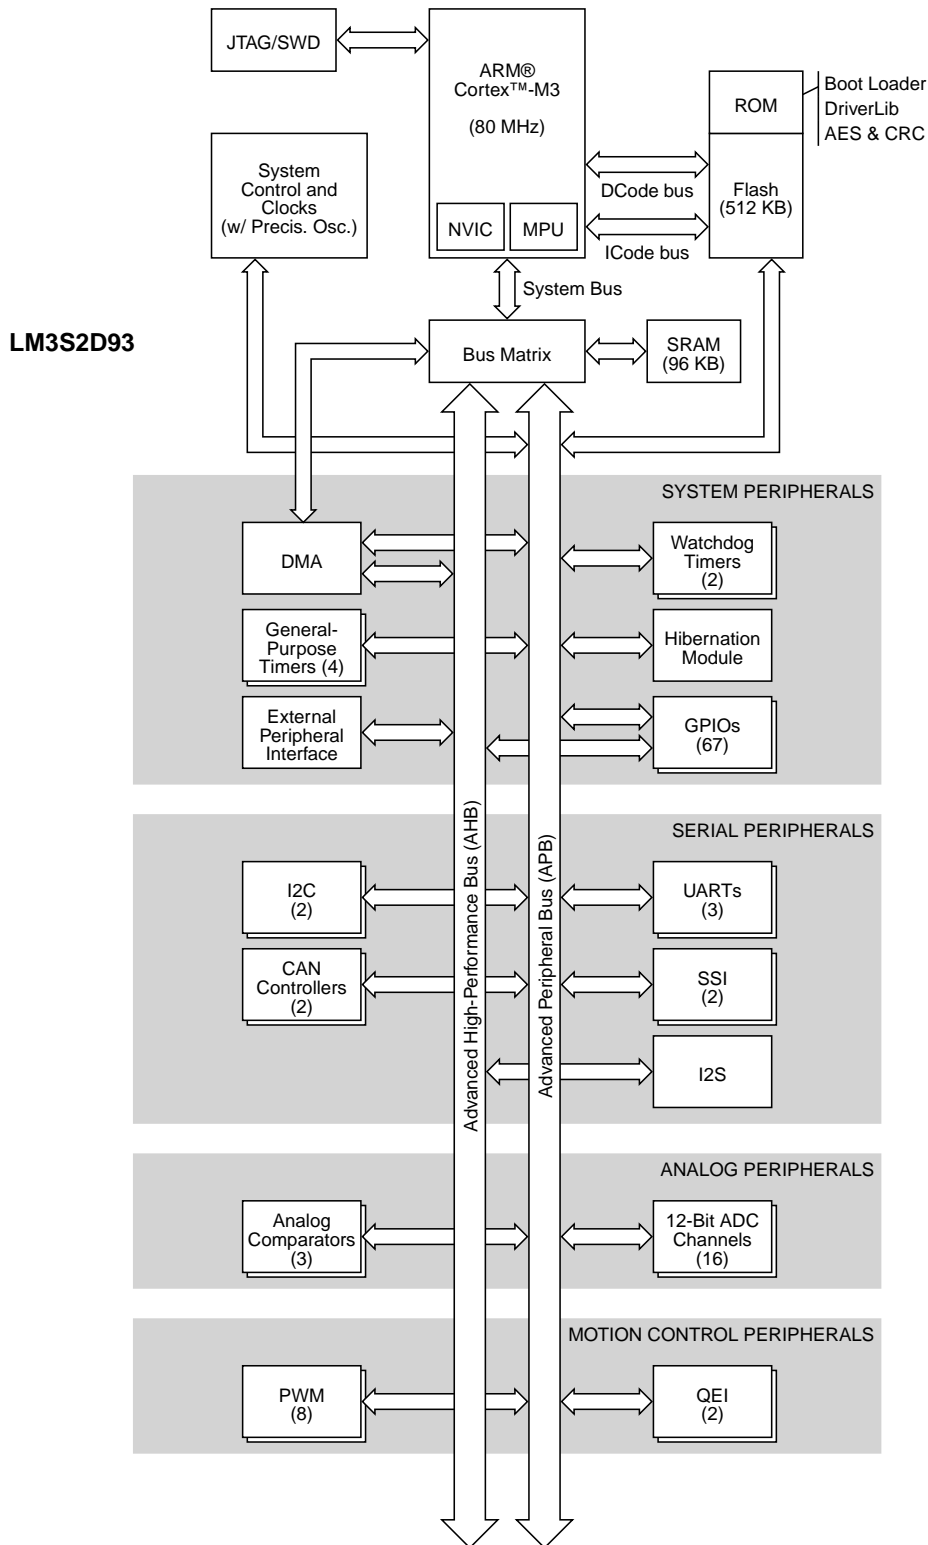 JTAG/SWD
ARM®
Cortex™-M3
(80 MHz)
NVIC
MPU
ROM
Boot Loader
DriverLib
AES & CRC
Flash
(512 KB)
DCode bus
ICode bus
System
Control and
Clocks
(w/ Precis. Osc.)
System Bus
LM3S2D93
Bus Matrix
SRAM
(96 KB)
SYSTEM PERIPHERALS
DMA
Watchdog
Timers
(2)
General-
Purpose
Timers (4)
Hibernation
Module
External
Peripheral
Interface
GPIOs
(67)
Advanced High-Performance Bus (AHB)
Advanced Peripheral Bus (APB)
SERIAL PERIPHERALS
I2C
(2)
UARTs
(3)
CAN
Controllers
(2)
SSI
(2)
I2S
ANALOG PERIPHERALS
Analog
Comparators
(3)
12-Bit ADC
Channels
(16)
MOTION CONTROL PERIPHERALS
PWM
(8)
QEI
(2)